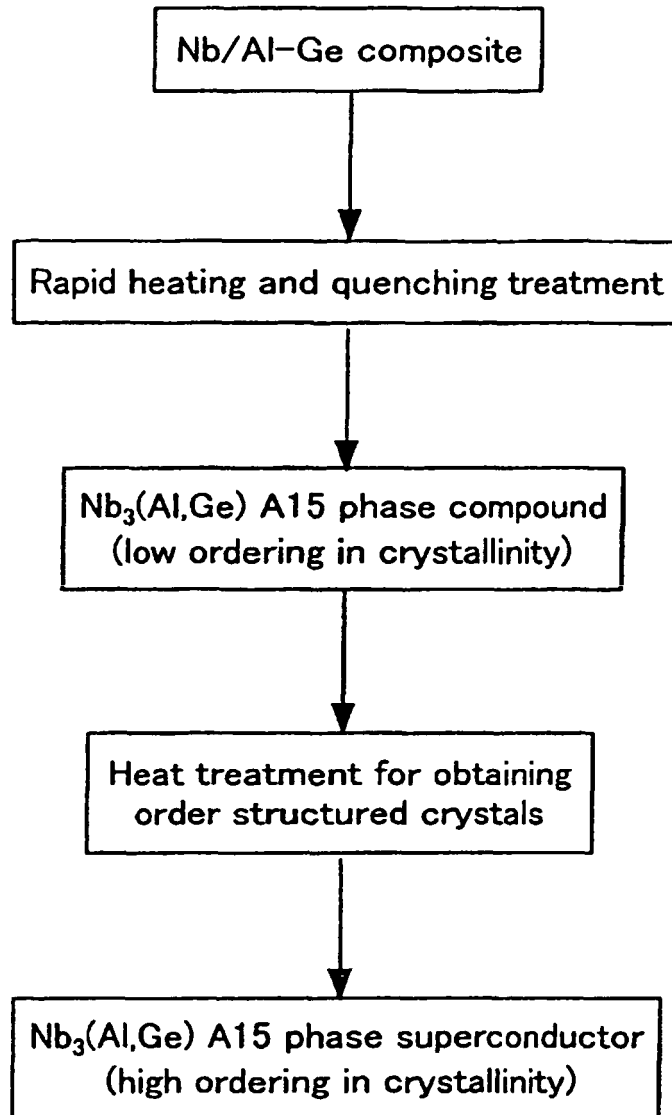 Nb/Al-Ge composite
Rapid heating and quenching treatment
Nb₃(Al,Ge) A15 phase compound
(low ordering in crystallinity)
Heat treatment for obtaining
order structured crystals
Nb₃(Al,Ge) A15 phase superconductor
(high ordering in crystallinity)